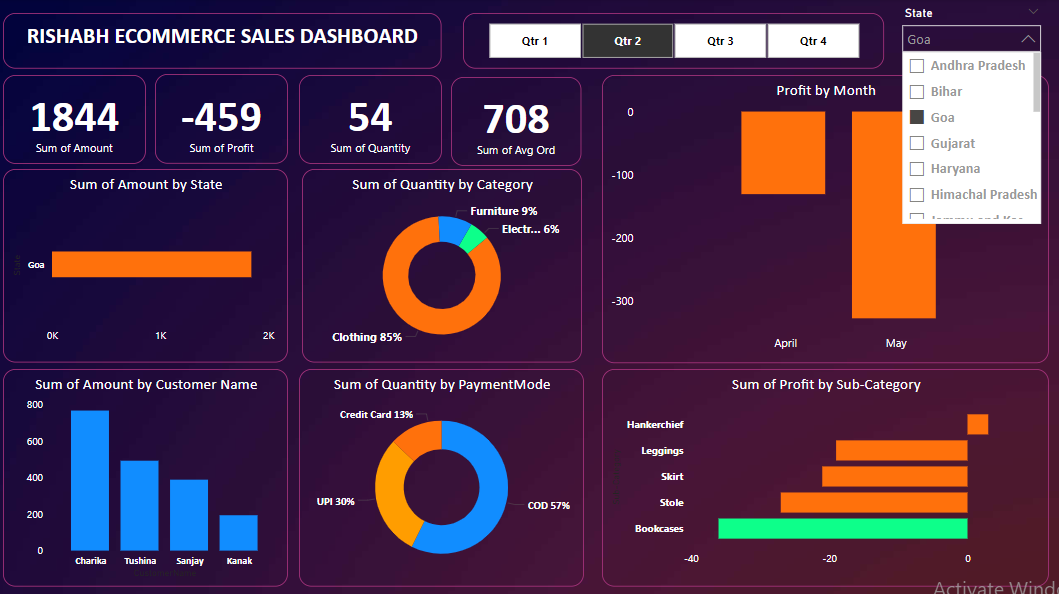 RISHABH ECOMMERCE SALES DASHBOARD
Qtr 1
Qtr 2
Qtr 3
Qtr 4
State
Goa
Andhra Pradesh
Bihar
Goa
Gujarat
Haryana
Himachal Pradesh
1844
Sum of Amount
-459
Sum of Profit
54
Sum of Quantity
708
Sum of Avg Ord
Profit by Month
0
-100
-200
-300
April
May
Sum of Amount by State
State
Goa
0K
1K
2K
Sum of Quantity by Category
Furniture 9%
Electr... 6%
Clothing 85%
Sum of Amount by Customer Name
800
600
400
200
0
Charika
Tushina
Sanjay
Kanak
Sum of Quantity by PaymentMode
Credit Card 13%
UPI 30%
COD 57%
Sum of Profit by Sub-Category
Hankerchief
Leggings
Skirt
Stole
Bookcases
-40
-20
0
Activate Wind